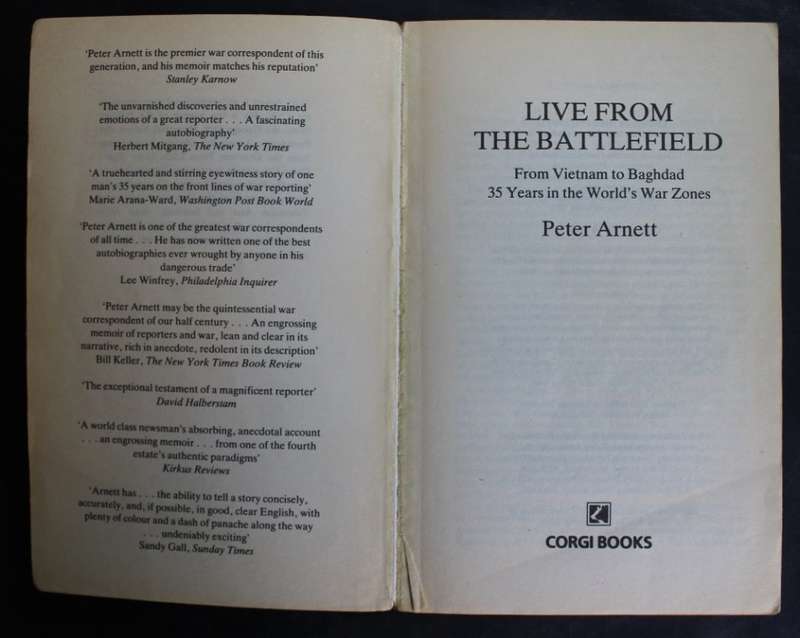 'Peter Arnett is the premier war correspondent of this
generation, and his memoir matches his reputation'
Stanley Karnow
'The unvarnished discoveries and unrestrained
emotions of a great reporter . . . A fascinating
autobiography'
Herbert Mitgang, The New York Times
'A truehearted and stirring eyewitness story of one
man's 35 years on the front lines of war reporting'
Marie Arana-Ward, Washington Post Book World
'Peter Arnett is one of the greatest war correspondents
of all time . . . He has now written one of the best
autobiographies ever wrought by anyone in his
dangerous trade'
Lee Winfrey, Philadelphia Inquirer
'Peter Arnett may be the quintessential war
correspondent of our half century . . . An engrossing
memoir of reporters and war, lean and clear in its
narrative, rich in anecdote, redolent in its description'
Bill Keller, The New York Times Book Review
'The exceptional testament of a magnificent reporter'
David Halberstam
'A world class newsman's absorbing, anecdotal account
. . . an engrossing memoir . . . from one of the fourth
estate's authentic paradigms'
Kirkus Reviews
'Arnett has . . . the ability to tell a story concisely,
accurately, and, if possible, in good, clear English, with
plenty of colour and a dash of panache along the way
. . . undeniably exciting'
Sandy Gall, Sunday Times
LIVE FROM
THE BATTLEFIELD
From Vietnam to Baghdad
35 Years in the World's War Zones
Peter Arnett
CORGI BOOKS